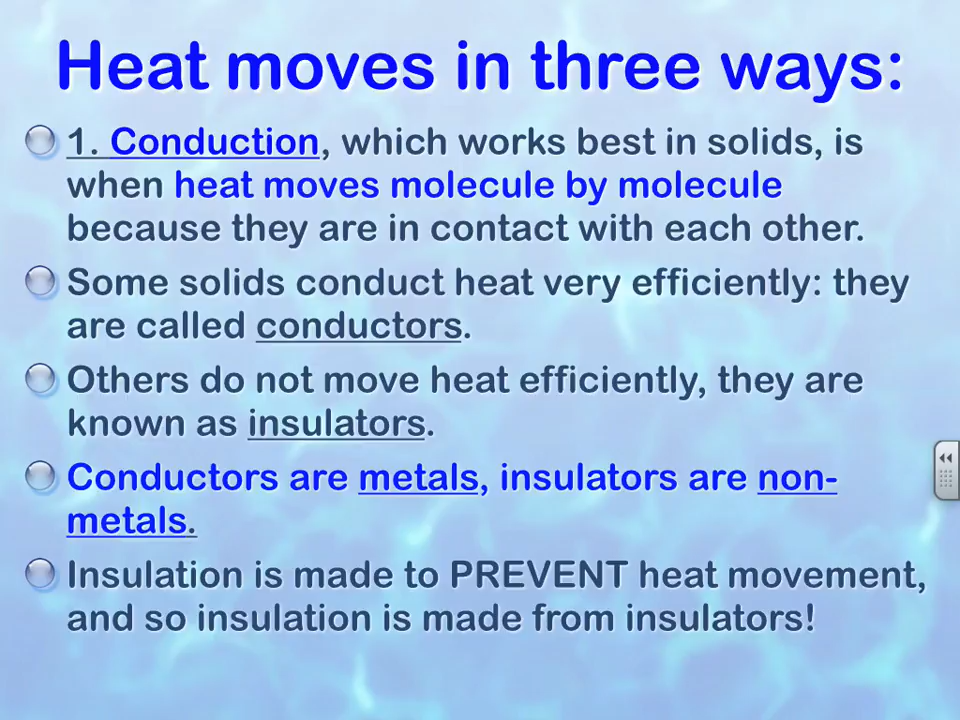 Heat moves in three ways:
1. Conduction, which works best in solids, is
when heat moves molecule by molecule
because they are in contact with each other.
Some solids conduct heat very efficiently: they
are called conductors.
Others do not move heat efficiently, they are
known as insulators.
Conductors are metals, insulators are non-
metals.
Insulation is made to PREVENT heat movement,
and so insulation is made from insulators!